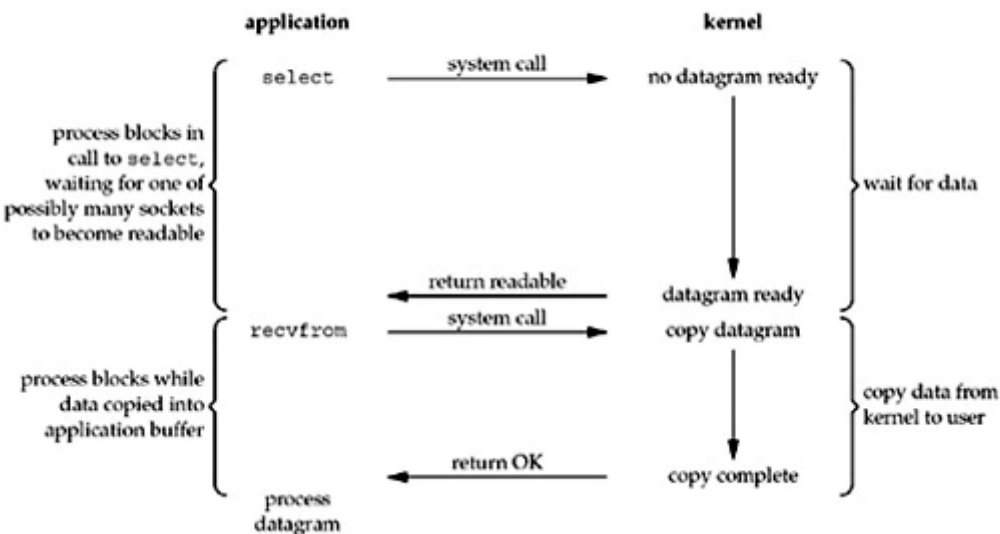 application
kernel
select
system call
no datagram ready
process blocks in
call to select,
waiting for one of
possibly many sockets
to become readable
wait for data
return readable
datagram ready
recvfrom
system call
copy datagram
process blocks while
data copied into
application buffer
copy data from
kernel to user
return OK
copy complete
process
datagram